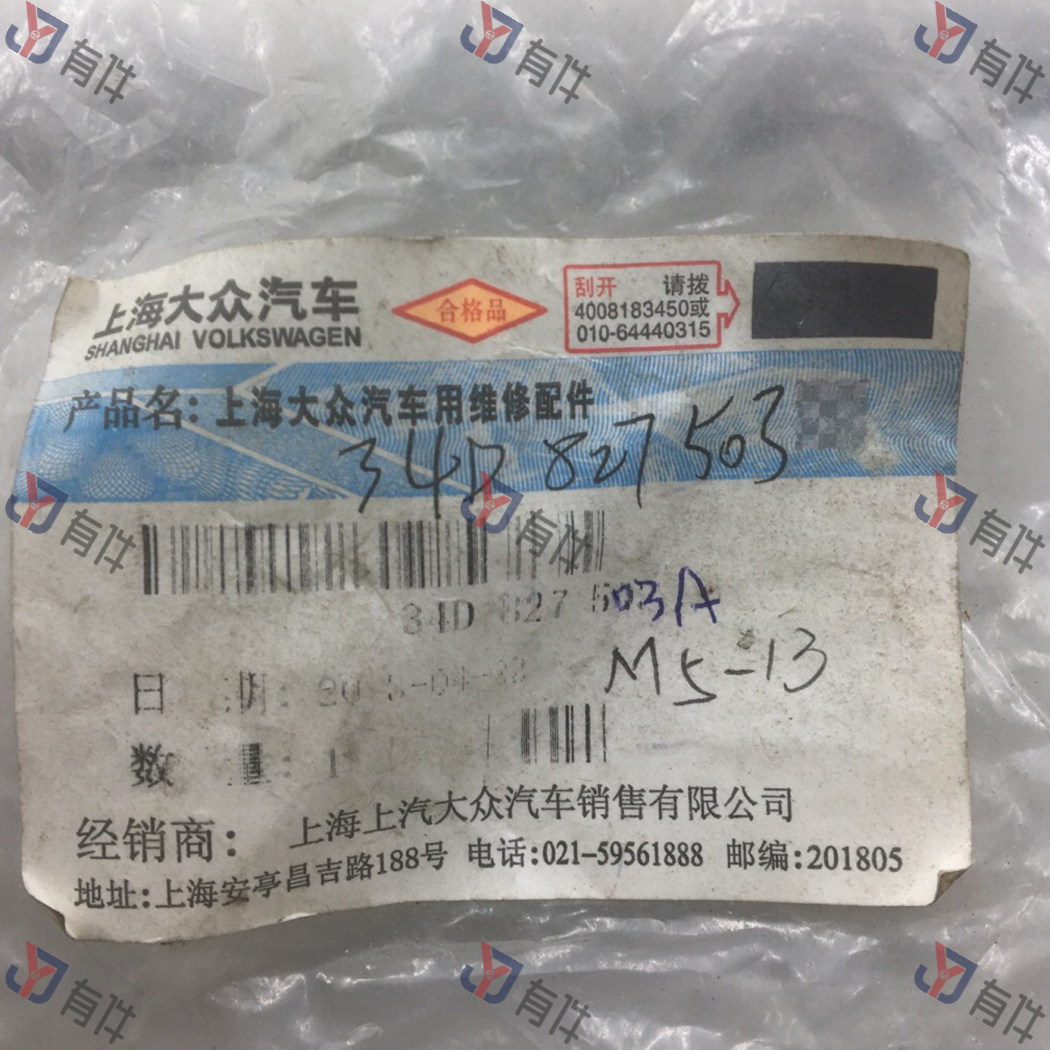 有件 有件 有件
上海大众汽车
SHANGHAI VOLKSWAGEN
合格品
刮开 请拨
4008183450或
010-64440315
产品名：上海大众汽车用维修配件
34D 827 503
有件 有件 有件
34D 827 503A
M5-13
日 期:
数 量: 1
经销商： 上海上汽大众汽车销售有限公司
地址:上海安亭昌吉路188号 电话:021-59561888 邮编:201805
有件 有件 有件